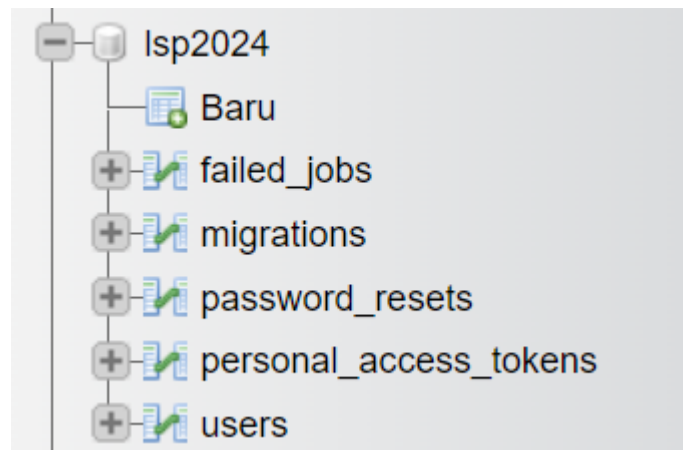 lsp2024
Baru
failed_jobs
migrations
password_resets
personal_access_tokens
users